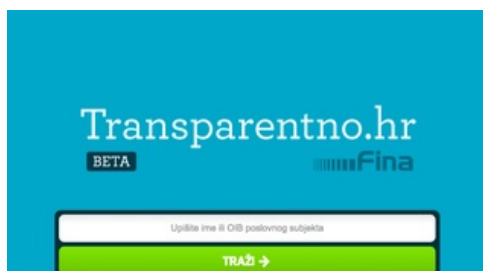 Transparentno.hr
BETA
Fina
Upišite ime ili OIB poslovnog subjekta
TRAŽI →